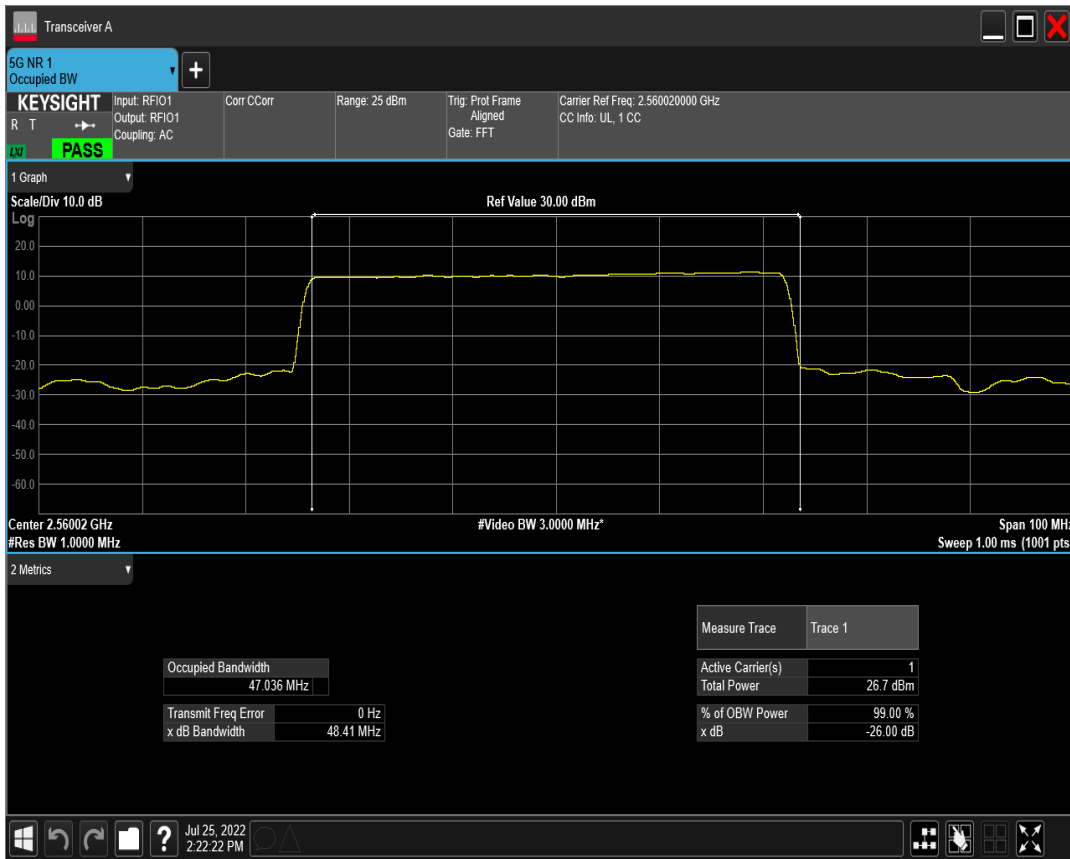 Transceiver A
5G NR 1
Occupied BW
KEYSIGHT
R T
LXI
PASS
Input: RFIO1
Output: RFIO1
Coupling: AC
Corr CCorr
Range: 25 dBm
Trig: Prot Frame
Aligned
Gate: FFT
Carrier Ref Freq: 2.560020000 GHz
CC Info: UL, 1 CC
1 Graph
Scale/Div 10.0 dB
Ref Value 30.00 dBm
Log
20.0
10.0
0.00
-10.0
-20.0
-30.0
-40.0
-50.0
-60.0
Center 2.56002 GHz
#Video BW 3.0000 MHz*
Span 100 MHz
#Res BW 1.0000 MHz
Sweep 1.00 ms (1001 pts
2 Metrics
Measure Trace Trace 1
Occupied Bandwidth
47.036 MHz
Active Carrier(s) 1
Total Power 26.7 dBm
Transmit Freq Error 0 Hz
x dB Bandwidth 48.41 MHz
% of OBW Power 99.00 %
x dB -26.00 dB
?
Jul 25, 2022
2:22:22 PM